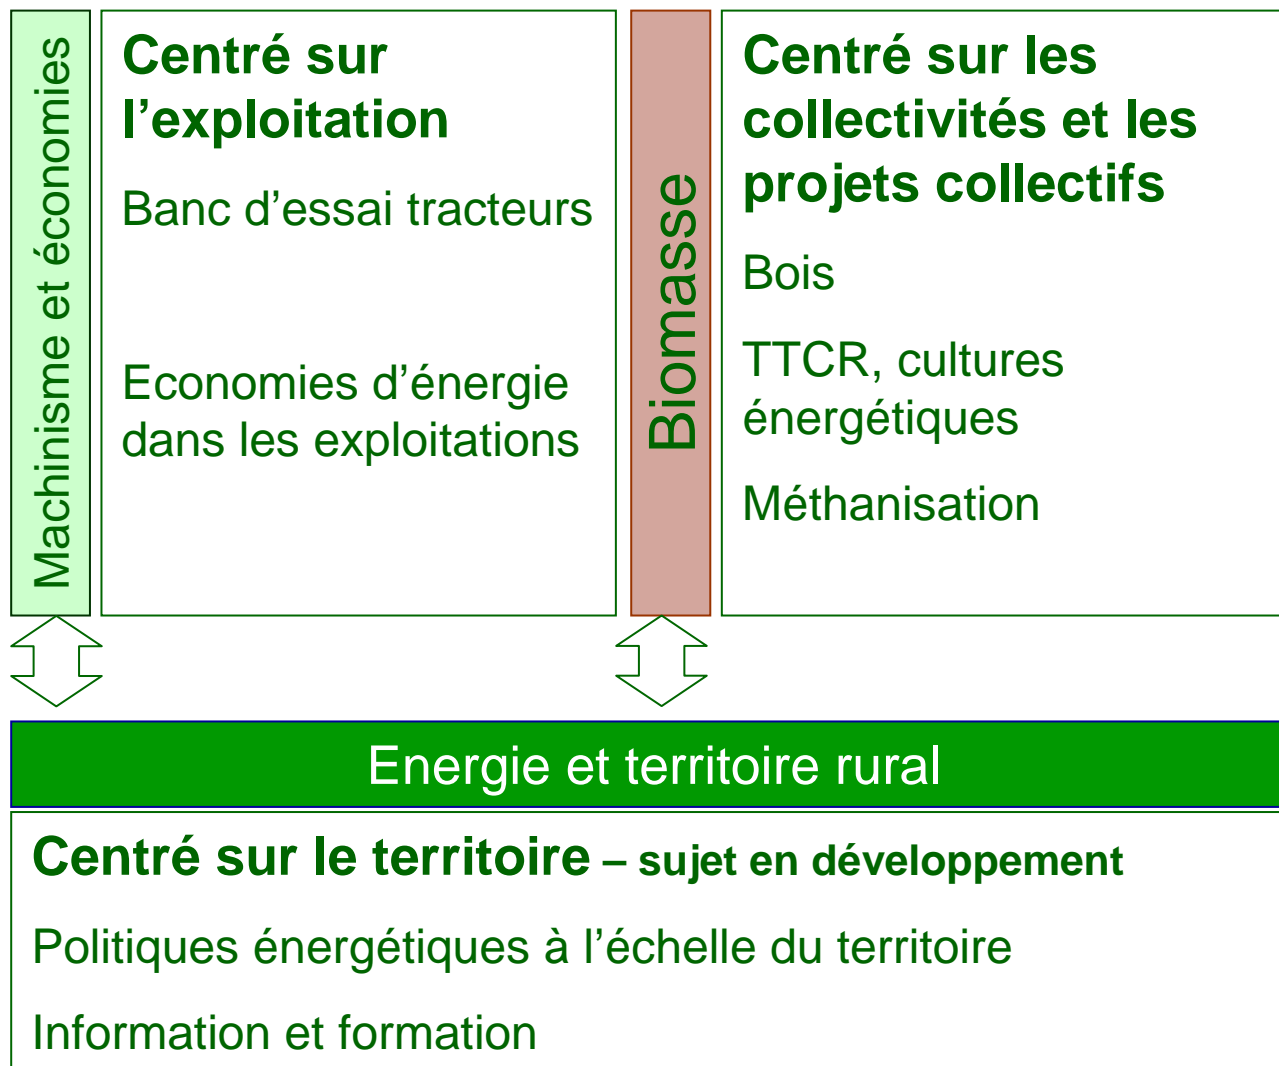 Machinisme et économies
Centré sur
l’exploitation
Banc d’essai tracteurs
Economies d’énergie
dans les exploitations
Biomasse
Centré sur les
collectivités et les
projets collectifs
Bois
TTCR, cultures
énergétiques
Méthanisation
Energie et territoire rural
Centré sur le territoire – sujet en développement
Politiques énergétiques à l’échelle du territoire
Information et formation